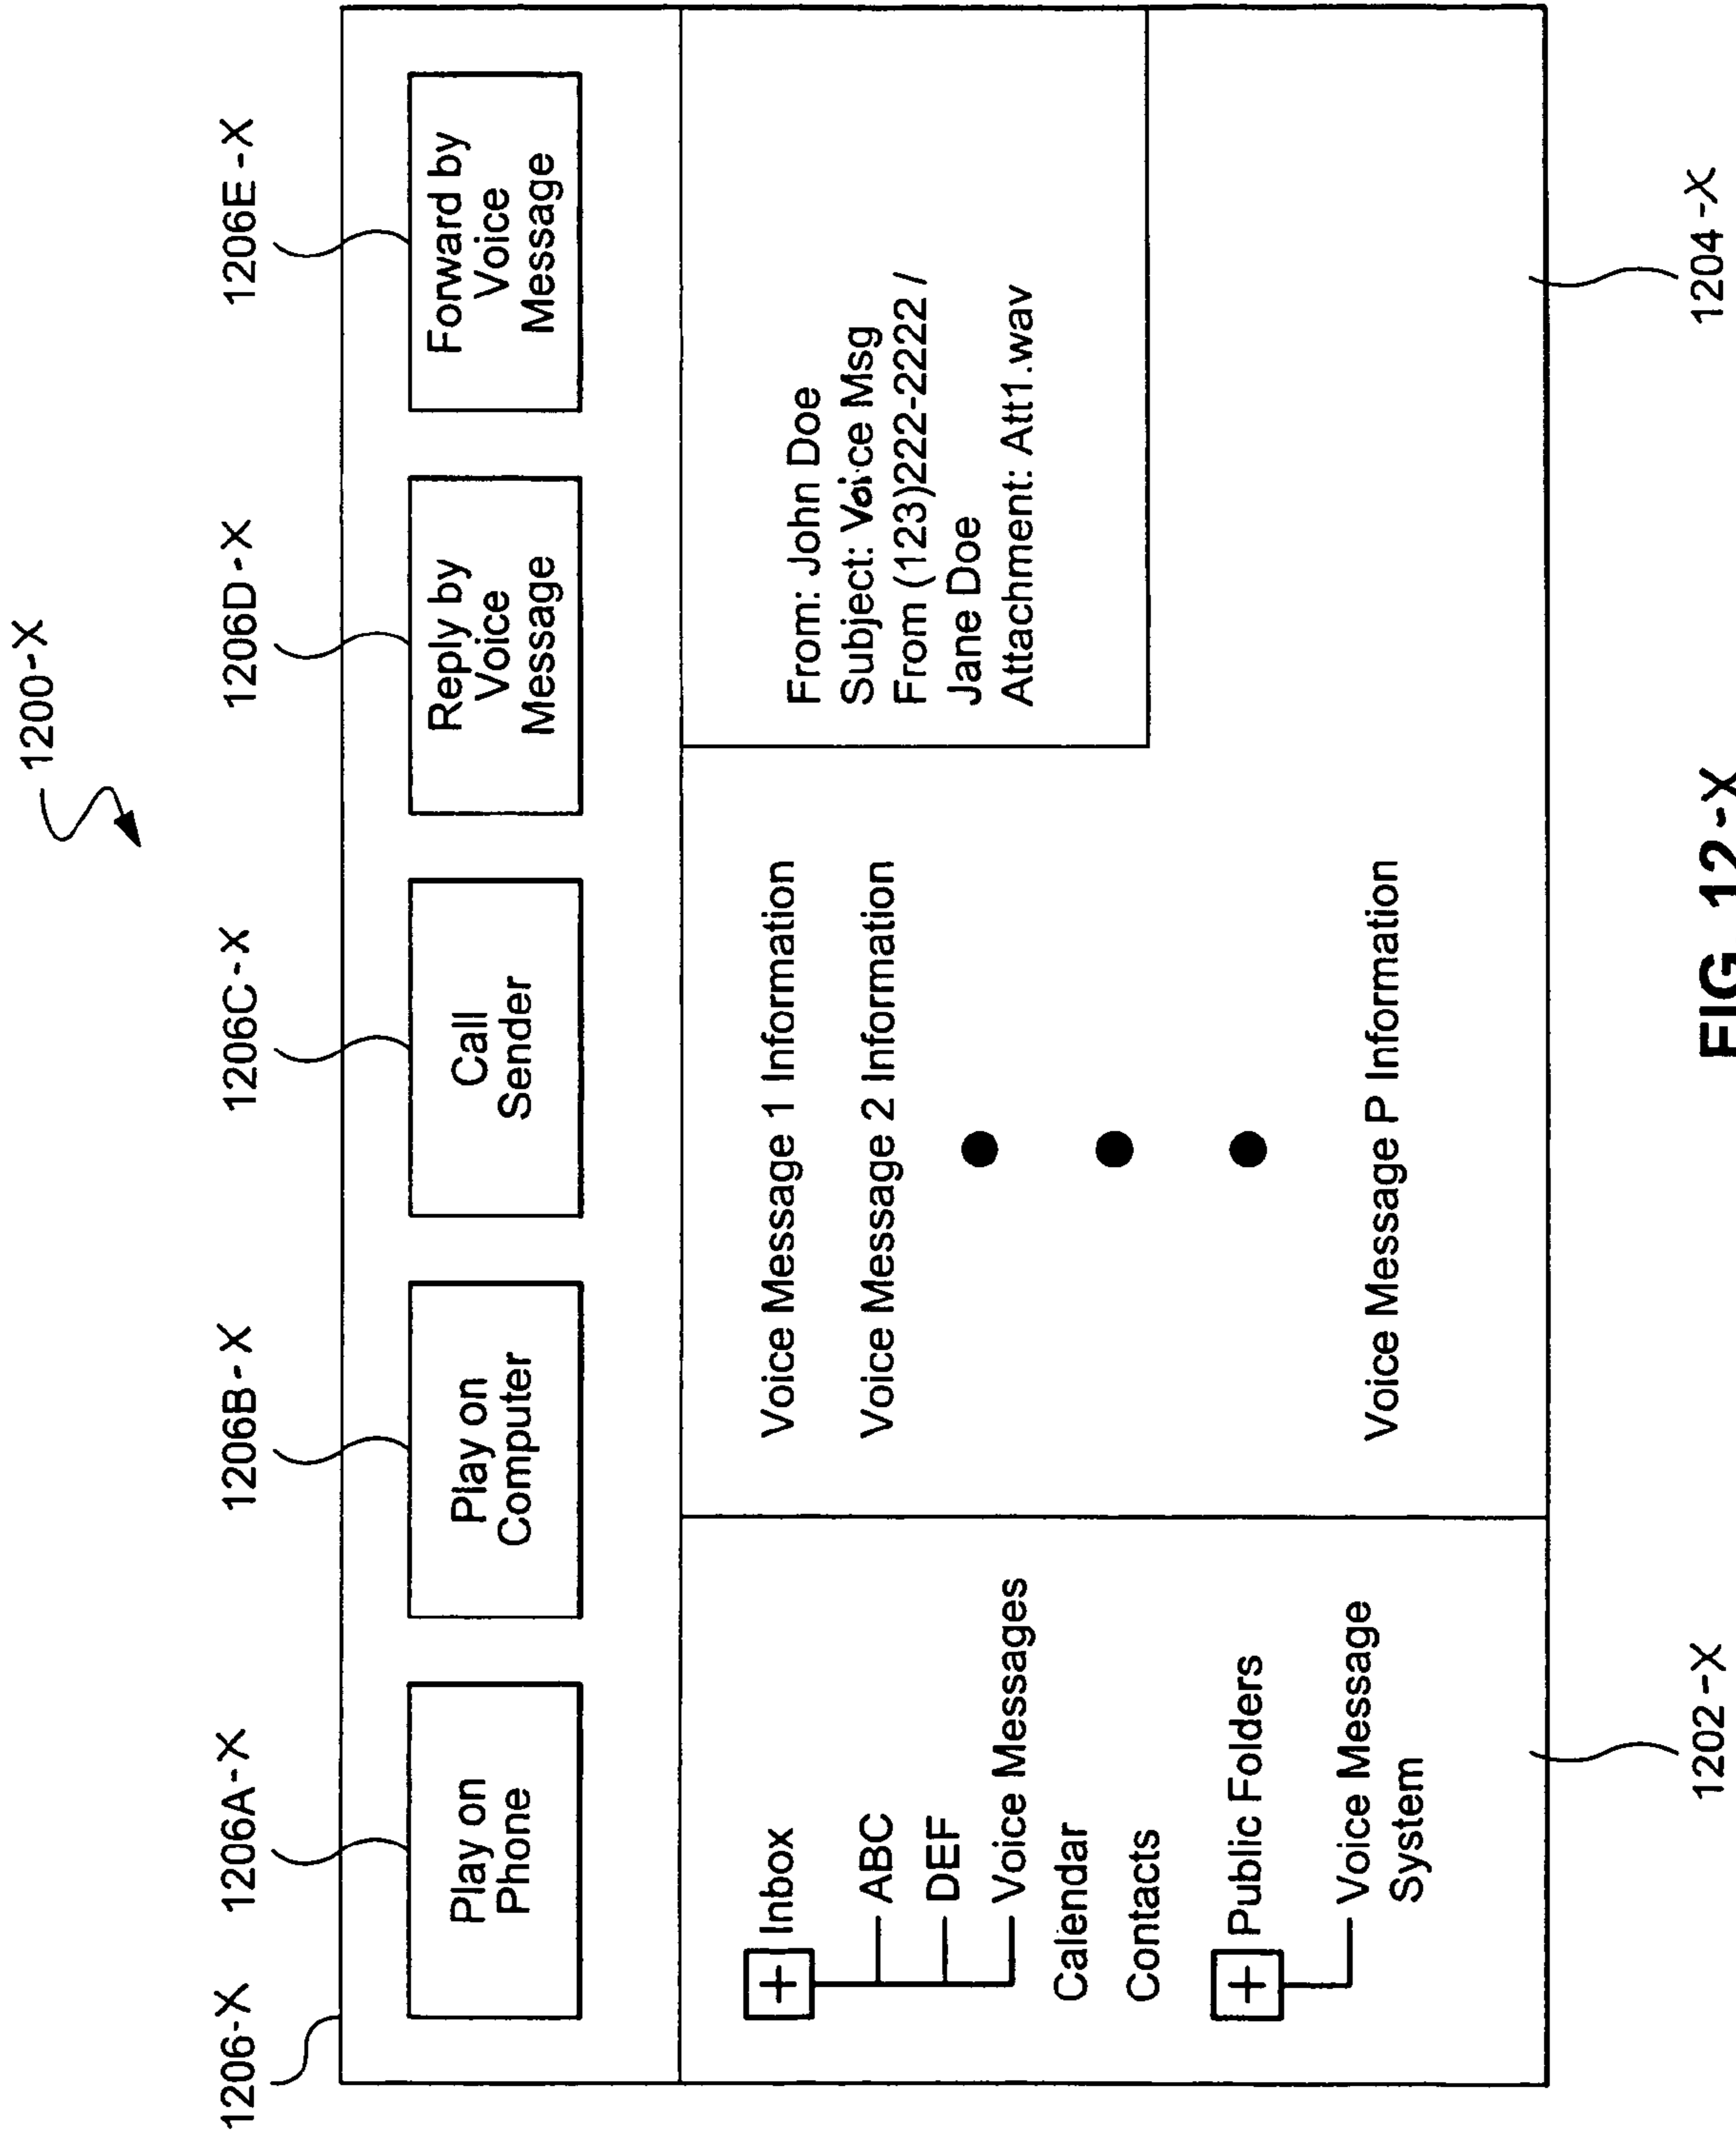 1200-X
1206-X
1206A-X
1206B-X
1206C-X
1206D-X
1206E-X
Play on
Phone
Play on
Computer
Call
Sender
Reply by
Voice
Message
Forward by
Voice
Message
Inbox
ABC
DEF
Voice Messages
Calendar
Contacts
Public Folders
Voice Message
System
Voice Message 1 Information
Voice Message 2 Information
Voice Message P Information
From: John Doe
Subject: Voice Msg
From (123)222-2222 /
Jane Doe
Attachment: Att1.wav
1202-X
1204-X
FIG 12-X